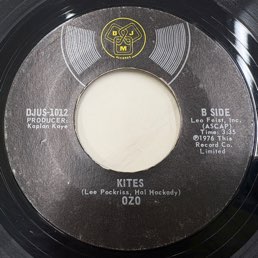 DJM
DJUS-1012
PRODUCER:
Kaplan Kaye
B SIDE
Leo Feist, Inc.
(ASCAP)
Time: 3:35
℗1976 This
Record Co.
Limited
KITES
(Lee Pockriss, Hal Hackady)
OZO